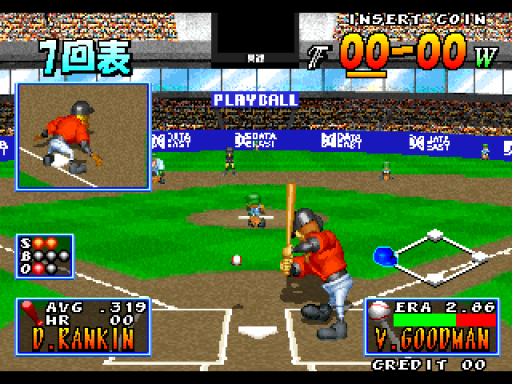 INSERT COIN
7回表
T 00-00 W
PLAYBALL
DATA EAST
DATA EAST
DATA EAST
DATA EAST
S
B
O
AVG .319
HR 00
D.RANKIN
ERA 2.86
V.GOODMAN
CREDIT 00